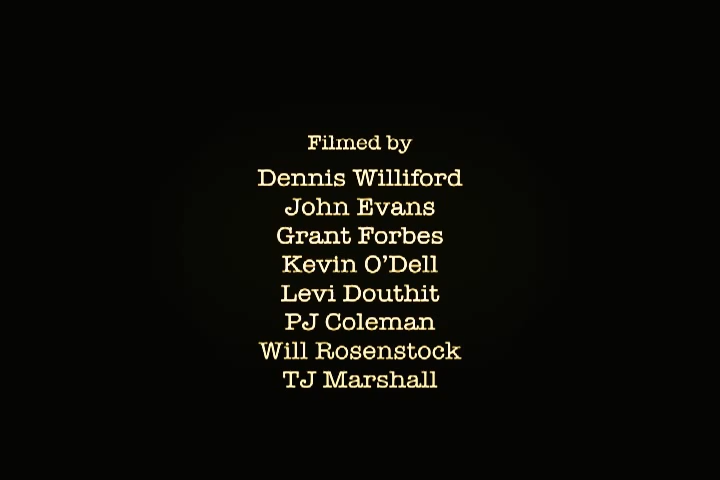 Filmed by
Dennis Williford
John Evans
Grant Forbes
Kevin O’Dell
Levi Douthit
PJ Coleman
Will Rosenstock
TJ Marshall